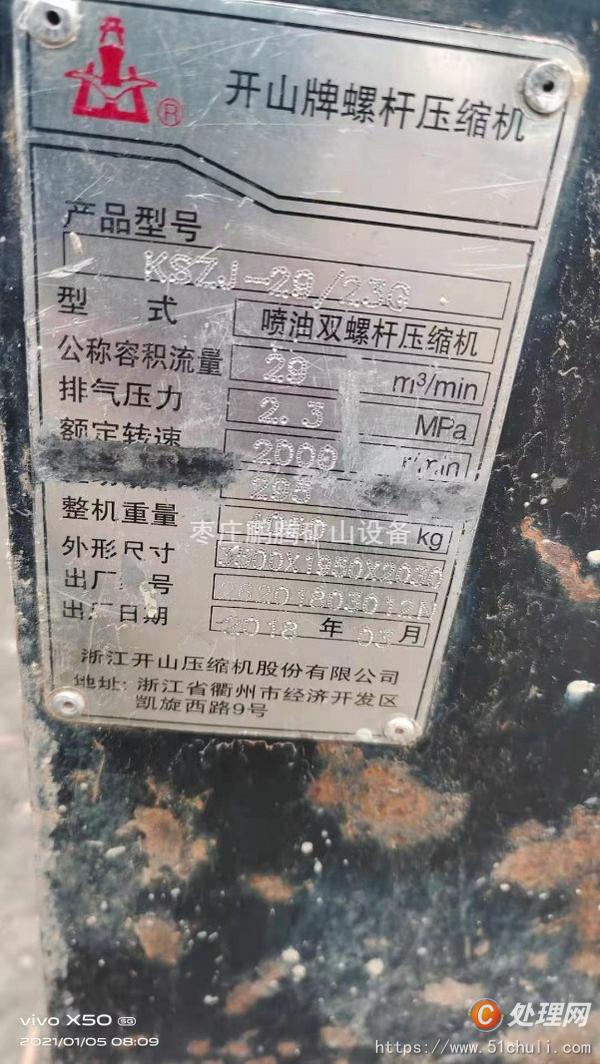 ®
开山牌螺杆压缩机
产品型号
KSZJ-29/23G
型 式 喷油双螺杆压缩机
公称容积流量 29 m³/min
排气压力 2.3 MPa
额定转速 2000 r/min
295
整机重量 kg
枣庄鹏腾矿山设备
外形尺寸 X1950X2030
出厂编号
出厂日期 2018 年 03 月
浙江开山压缩机股份有限公司
地址:浙江省衢州市经济开发区
凯旋西路9号
vivo X50 5G
2021/01/05 08:09
C 处理网
https://www.51chuli.com